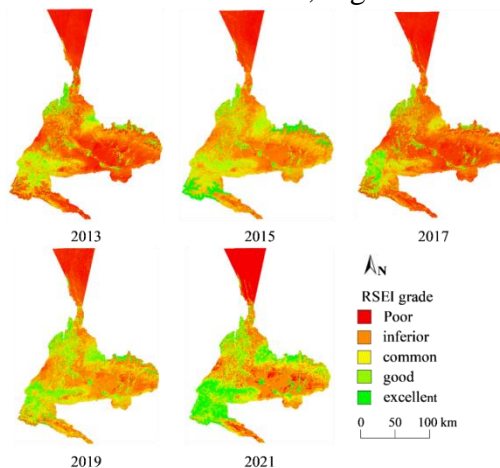 2013
2015
2017
N
RSEI grade
Poor
inferior
common
good
excellent
0 50 100 km
2019
2021